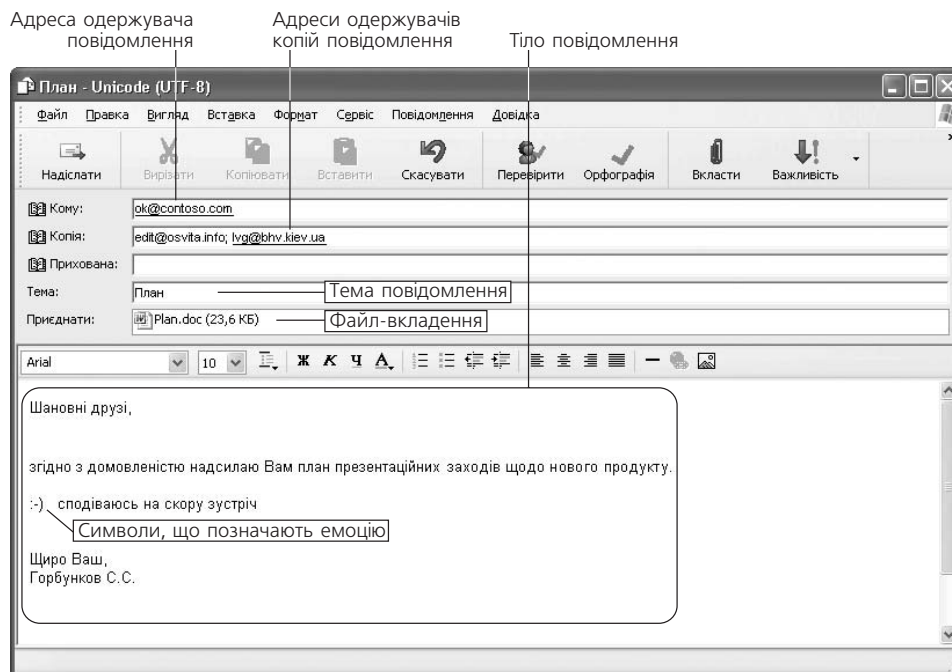 Адреса одержувача
повідомлення
Адреси одержувачів
копій повідомлення
Тіло повідомлення
План - Unicode (UTF-8)
Файл Правка Вигляд Вставка Формат Сервіс Повідомлення Довідка
Надіслати Вирізати Копіювати Вставити Скасувати Перевірити Орфографія Вкласти Важливість
Кому: ok@contoso.com
Копія: edit@osvita.info; lvg@bhv.kiev.ua
Прихована:
Тема: План Тема повідомлення
Приєднати: Plan.doc (23,6 КБ) Файл-вкладення
Arial 10 Ж К Ч А
Шановні друзі,
згідно з домовленістю надсилаю Вам план презентаційних заходів щодо нового продукту.
:-) сподіваюсь на скору зустріч
Символи, що позначають емоцію
Щиро Ваш,
Горбунков С.С.